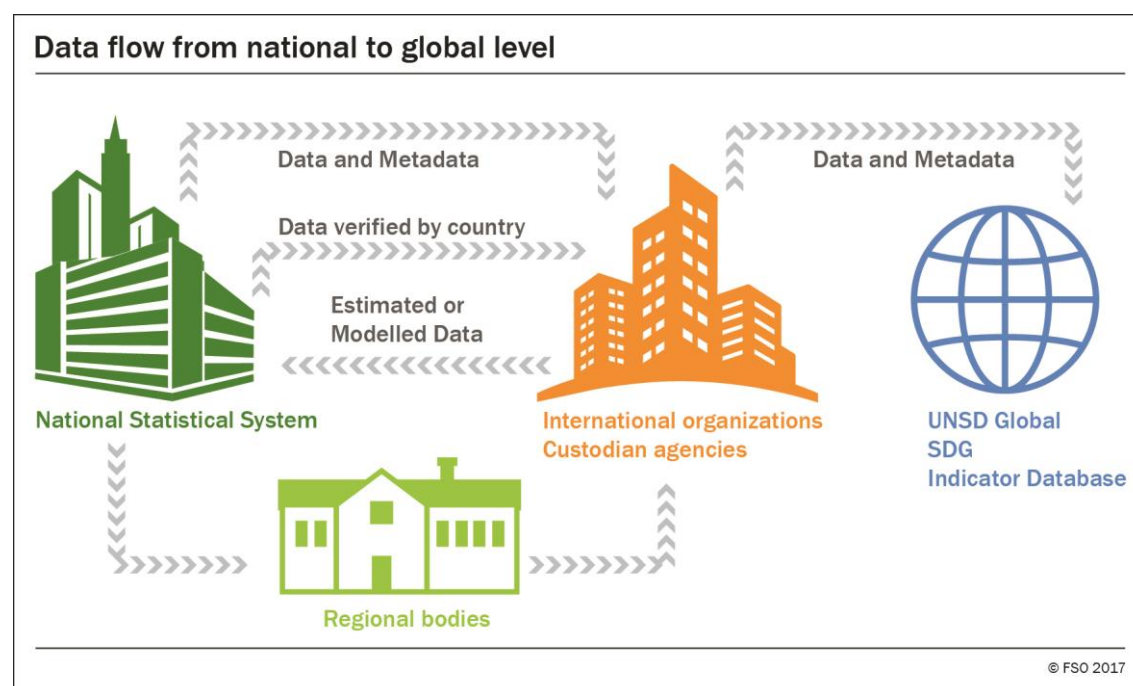 Data flow from national to global level
Data and Metadata
Data and Metadata
Data verified by country
Estimated or
Modelled Data
National Statistical System
International organizations
Custodian agencies
UNSD Global
SDG
Indicator Database
Regional bodies
© FSO 2017